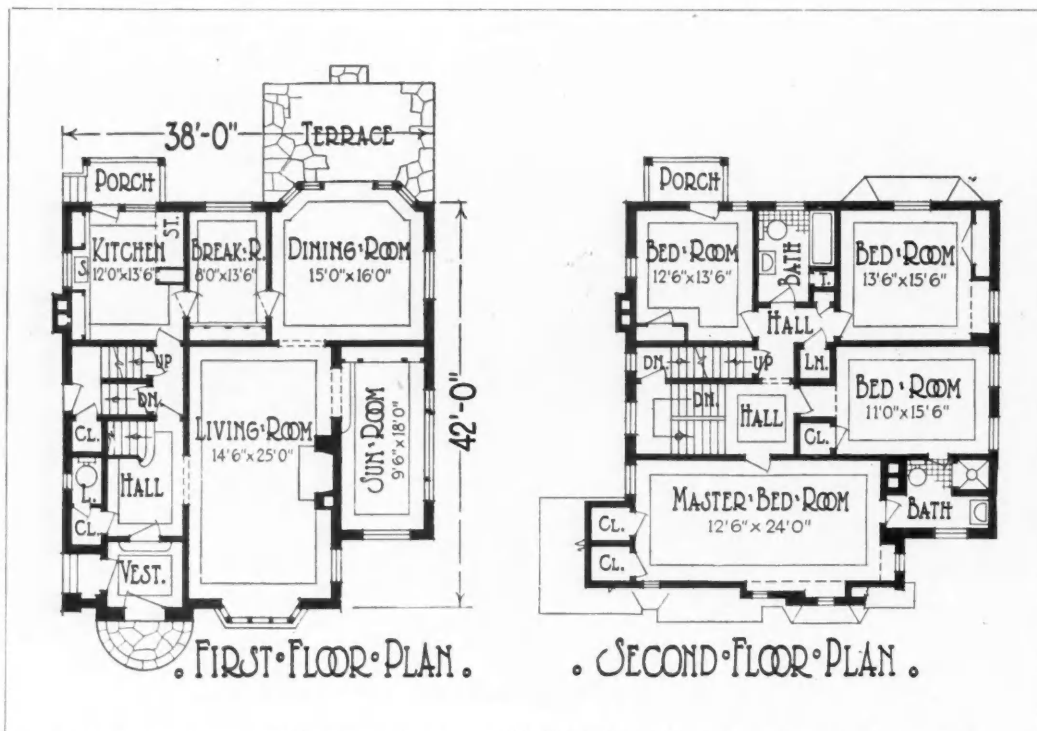 38'-0"
TERRACE
PORCH
KITCHEN
12'0"x13'6"
ST.
S.
BREAK:R.
8'0"x13'6"
DINING:ROOM
15'0"x16'0"
UP
DN.
CL.
L.
CL.
HALL
VEST.
LIVING:ROOM
14'6"x25'0"
SUN:ROOM
9'6"x18'0"
42'-0"
FIRST·FLOOR·PLAN
PORCH
BED:ROOM
12'6"x13'6"
BATH
T.
BED:ROOM
13'6"x15'6"
HALL
LN.
DN.
UP
DN.
HALL
CL.
BED:ROOM
11'0"x15'6"
MASTER:BED:ROOM
12'6"x24'0"
CL.
CL.
BATH
SECOND·FLOOR·PLAN